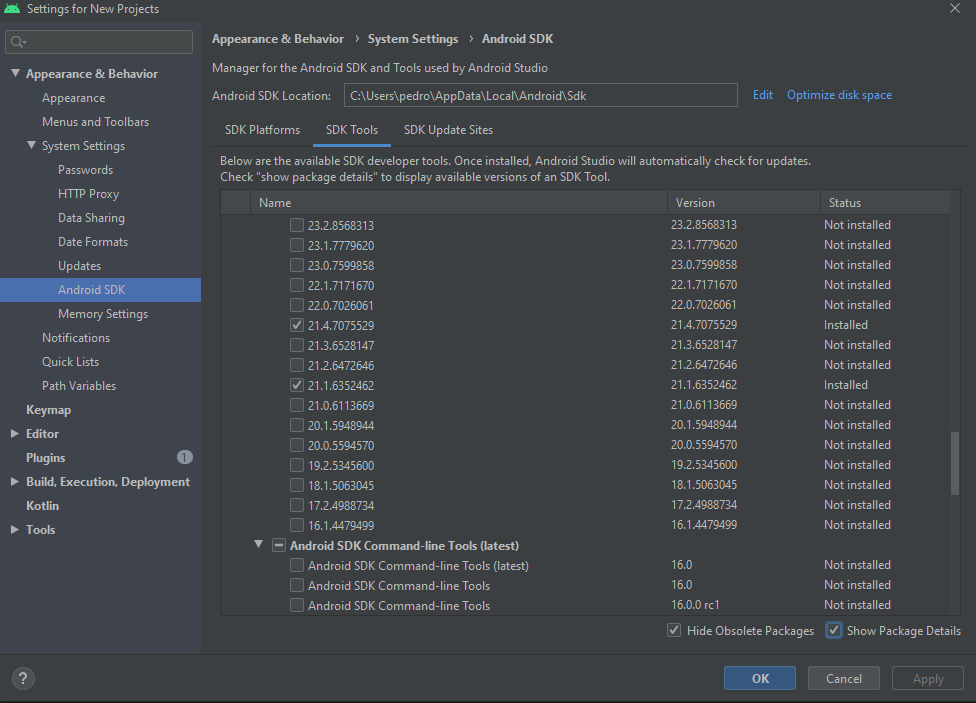 Settings for New Projects
Appearance & Behavior
Appearance
Menus and Toolbars
System Settings
Passwords
HTTP Proxy
Data Sharing
Date Formats
Updates
Android SDK
Memory Settings
Notifications
Quick Lists
Path Variables
Keymap
Editor
Plugins 1
Build, Execution, Deployment
Kotlin
Tools
Appearance & Behavior › System Settings › Android SDK
Manager for the Android SDK and Tools used by Android Studio
Android SDK Location: C:\Users\pedro\AppData\Local\Android\Sdk Edit Optimize disk space
SDK Platforms SDK Tools SDK Update Sites
Below are the available SDK developer tools. Once installed, Android Studio will automatically check for updates.
Check "show package details" to display available versions of an SDK Tool.
Name Version Status
23.2.8568313 23.2.8568313 Not installed
23.1.7779620 23.1.7779620 Not installed
23.0.7599858 23.0.7599858 Not installed
22.1.7171670 22.1.7171670 Not installed
22.0.7026061 22.0.7026061 Not installed
21.4.7075529 21.4.7075529 Installed
21.3.6528147 21.3.6528147 Not installed
21.2.6472646 21.2.6472646 Not installed
21.1.6352462 21.1.6352462 Installed
21.0.6113669 21.0.6113669 Not installed
20.1.5948944 20.1.5948944 Not installed
20.0.5594570 20.0.5594570 Not installed
19.2.5345600 19.2.5345600 Not installed
18.1.5063045 18.1.5063045 Not installed
17.2.4988734 17.2.4988734 Not installed
16.1.4479499 16.1.4479499 Not installed
Android SDK Command-line Tools (latest)
Android SDK Command-line Tools (latest) 16.0 Not installed
Android SDK Command-line Tools 16.0 Not installed
Android SDK Command-line Tools 16.0.0 rc1 Not installed
Hide Obsolete Packages Show Package Details
? OK Cancel Apply